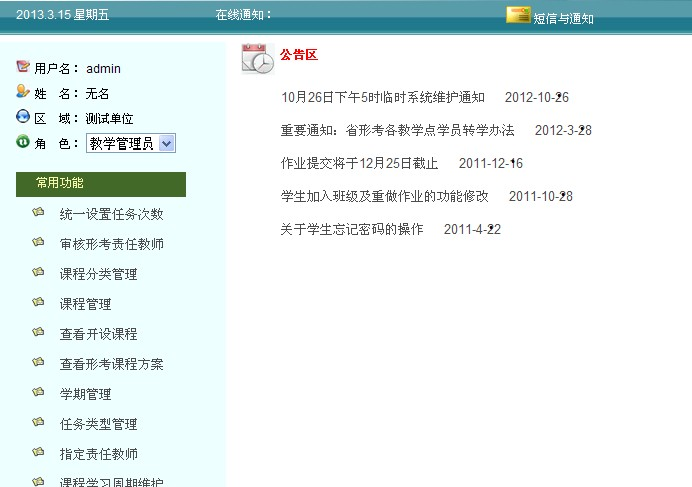 2013.3.15 星期五
在线通知：
短信与通知
用户名： admin
姓 名： 无名
区 域： 测试单位
角 色： 教学管理员
常用功能
统一设置任务次数
审核形考责任教师
课程分类管理
课程管理
查看开设课程
查看形考课程方案
学期管理
任务类型管理
指定责任教师
课程学习周期维护
公告区
10月26日下午5时临时系统维护通知 2012-10-26
重要通知：省形考各教学点学员转学办法 2012-3-28
作业提交将于12月25日截止 2011-12-16
学生加入班级及重做作业的功能修改 2011-10-28
关于学生忘记密码的操作 2011-4-22